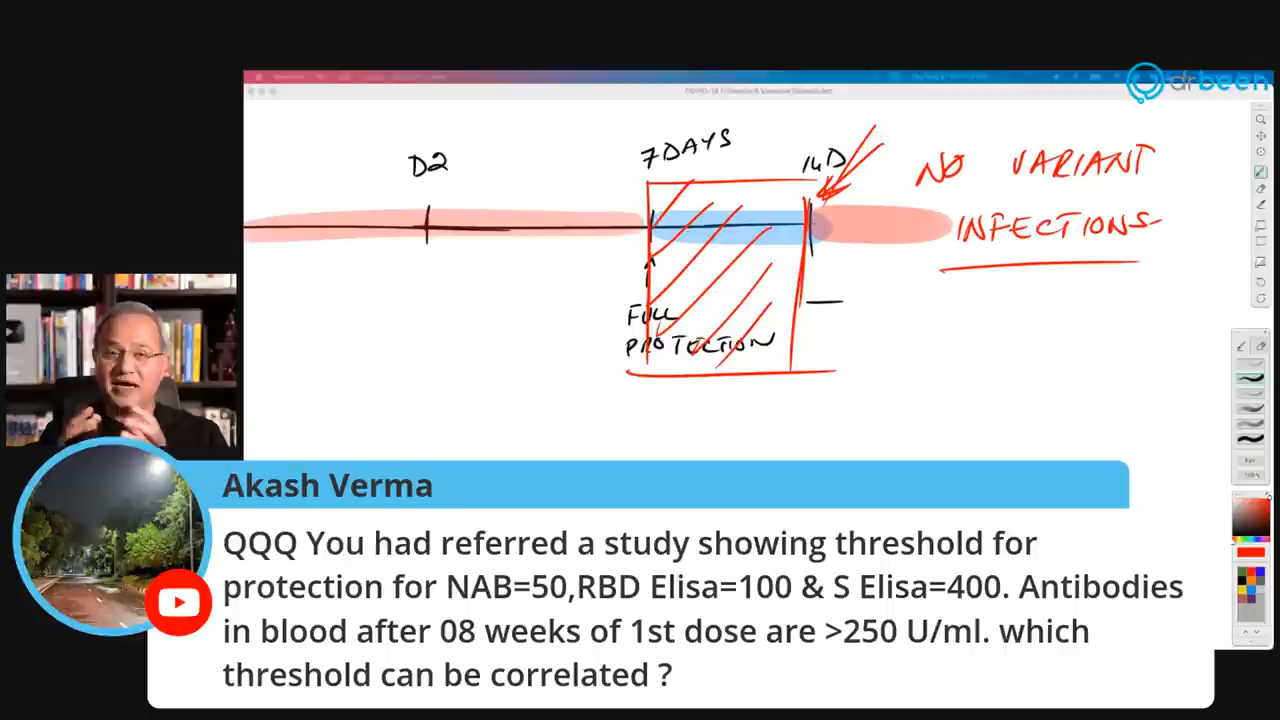 drbeen
D2
7DAYS
14D
NO VARIANT
INFECTIONS
FULL
PROTECTION
Akash Verma
QQQ You had referred a study showing threshold for
protection for NAB=50,RBD Elisa=100 & S Elisa=400. Antibodies
in blood after 08 weeks of 1st dose are >250 U/ml. which
threshold can be correlated ?